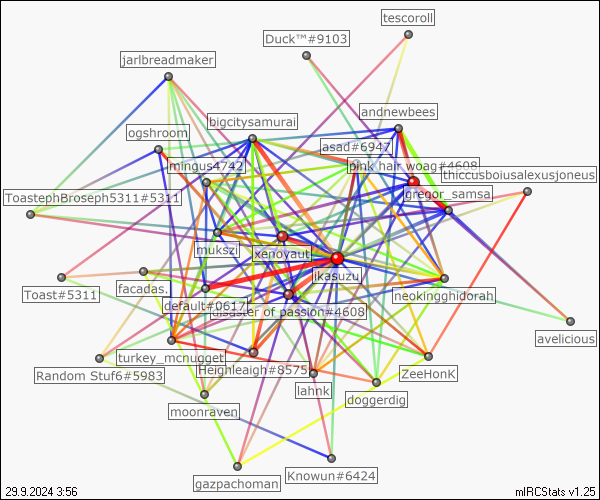 tescoroll
Duck™#9103
jarlbreadmaker
andnewbees
bigcitysamurai
ogshroom
asad#6947
mingus4742
pink hair woag#4608
thiccusboiusalexusjoneus
ToastephBroseph5311#5311
gregor_samsa
mukszi
xenoyaut
ikasuzu
Toast#5311
facadas.
neokingghidorah
default#0617
disaster of passion#4608
avelicious
turkey_mcnugget
Random Stuf6#5983
Heighleaigh#8575
ZeeHonK
lahnk
doggerdig
moonraven
gazpachoman
Knowun#6424
29.9.2024 3:56
mIRCStats v1.25